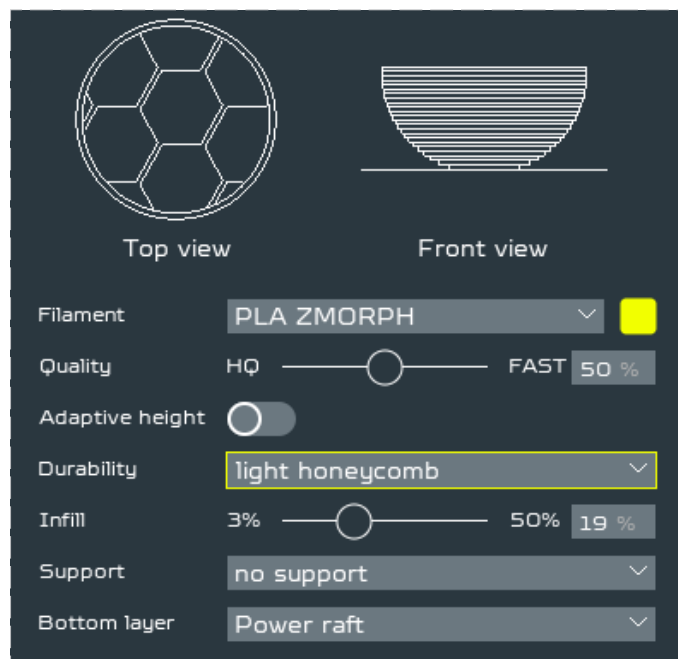 Top view Front view
Filament PLA ZMORPH
Quality HQ FAST 50 %
Adaptive height
Durability light honeycomb
Infill 3% 50% 19 %
Support no support
Bottom layer Power raft